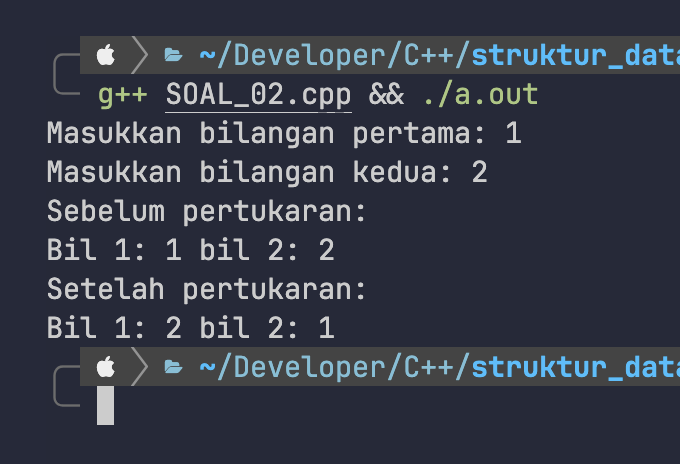 ~/Developer/C++/struktur_data
g++ SOAL_02.cpp && ./a.out
Masukkan bilangan pertama: 1
Masukkan bilangan kedua: 2
Sebelum pertukaran:
Bil 1: 1 bil 2: 2
Setelah pertukaran:
Bil 1: 2 bil 2: 1
~/Developer/C++/struktur_data